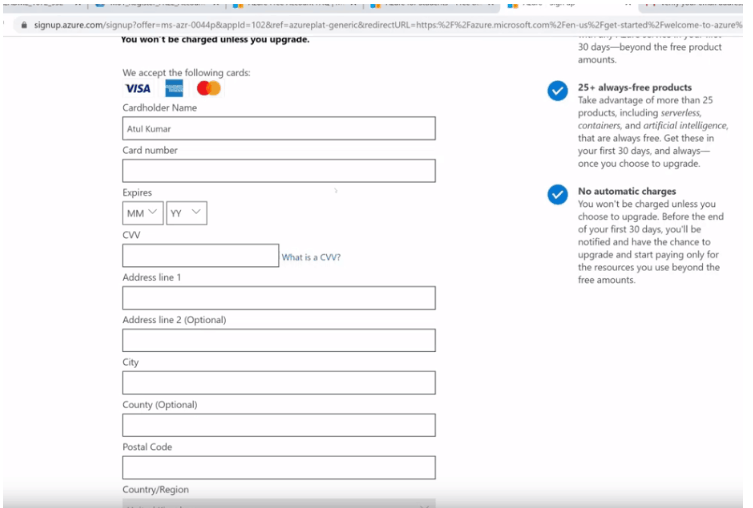 signup.azure.com/signup?offer=ms-azr-0044p&appId=102&ref=azureplat-generic&redirectURL=https:%2F%2Fazure.microsoft.com%2Fen-us%2Fget-started%2Fwelcome-to-azure%
You won't be charged unless you upgrade.
We accept the following cards:
VISA
Cardholder Name
Atul Kumar
Card number
Expires
MM YY
CVV
What is a CVV?
Address line 1
Address line 2 (Optional)
City
County (Optional)
Postal Code
Country/Region
30 days—beyond the free product
amounts.
25+ always-free products
Take advantage of more than 25
products, including serverless,
containers, and artificial intelligence,
that are always free. Get these in
your first 30 days, and always—
once you choose to upgrade.
No automatic charges
You won't be charged unless you
choose to upgrade. Before the end
of your first 30 days, you'll be
notified and have the chance to
upgrade and start paying only for
the resources you use beyond the
free amounts.